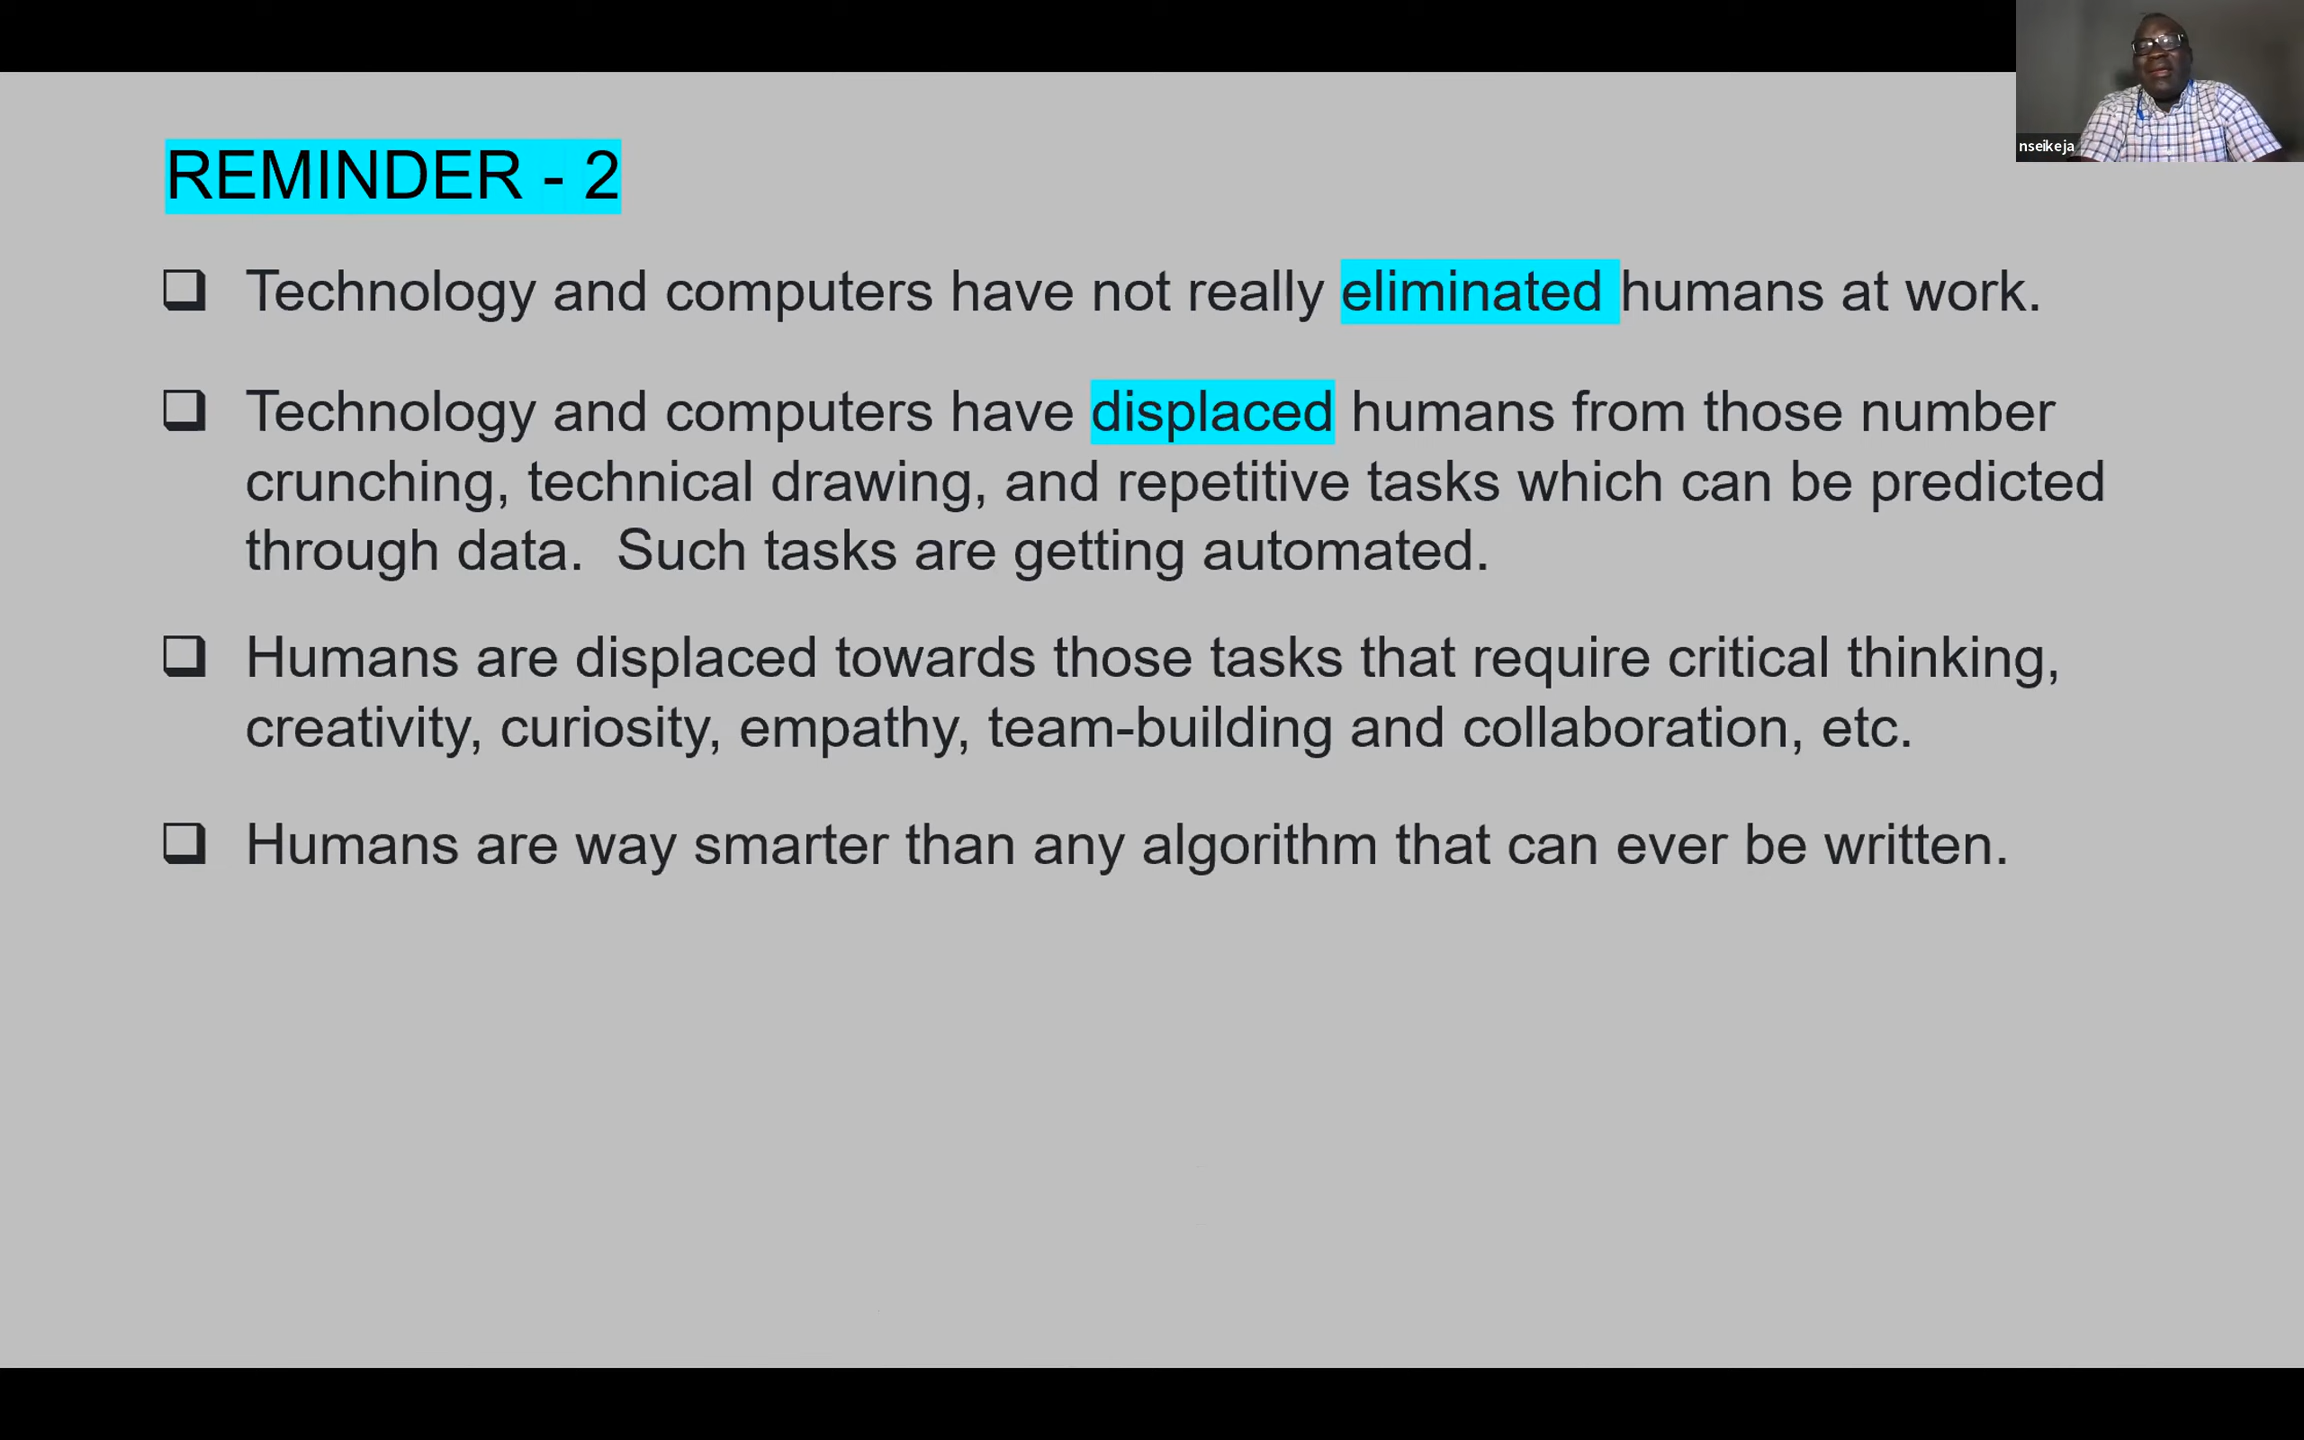 nseikeja
REMINDER - 2
❑ Technology and computers have not really eliminated humans at work.
❑ Technology and computers have displaced humans from those number
crunching, technical drawing, and repetitive tasks which can be predicted
through data.  Such tasks are getting automated.
❑ Humans are displaced towards those tasks that require critical thinking,
creativity, curiosity, empathy, team-building and collaboration, etc.
❑ Humans are way smarter than any algorithm that can ever be written.